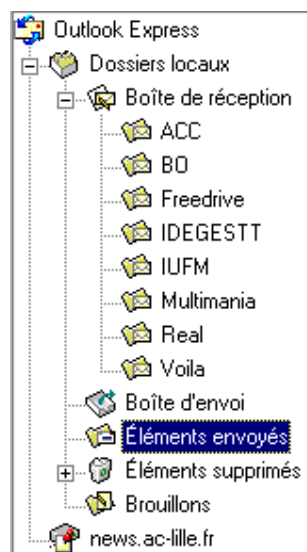 Outlook Express
Dossiers locaux
Boîte de réception
ACC
BO
Freedrive
IDEGESTT
IUFM
Multimania
Real
Voila
Boîte d'envoi
Éléments envoyés
Éléments supprimés
Brouillons
news.ac-lille.fr